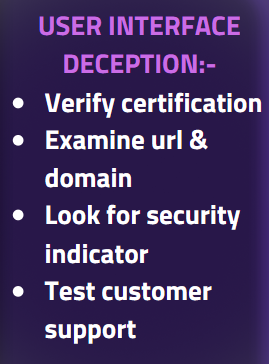 USER INTERFACE
DECEPTION:-
• Verify certification
• Examine url &
domain
• Look for security
indicator
• Test customer
support